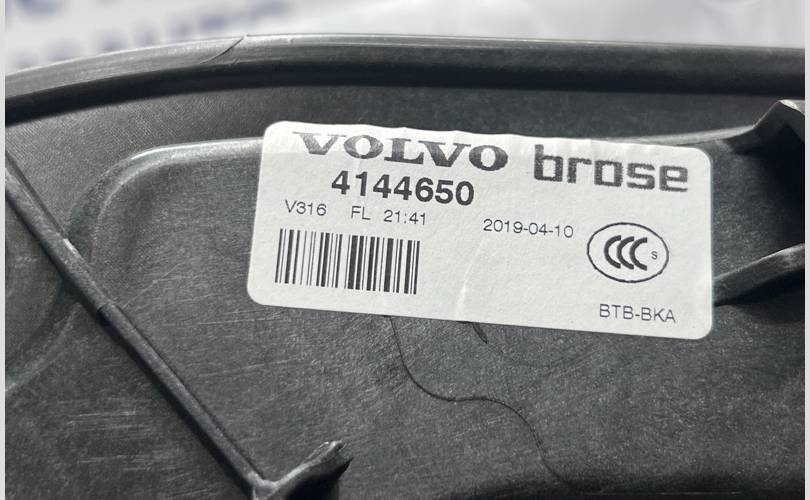 VOLVO brose
4144650
V316 FL 21:41 2019-04-10
CCC S
BTB-BKA